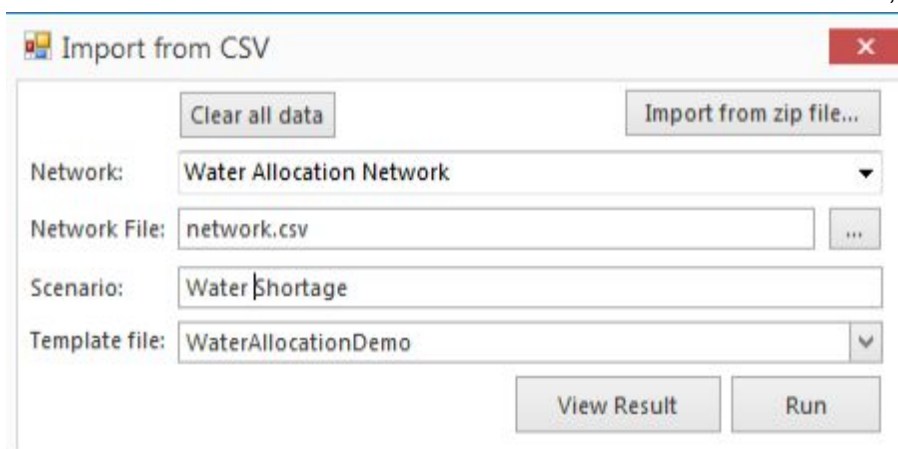 Import from CSV
Clear all data Import from zip file...
Network: Water Allocation Network
Network File: network.csv ...
Scenario: Water Shortage
Template file: WaterAllocationDemo
View Result Run